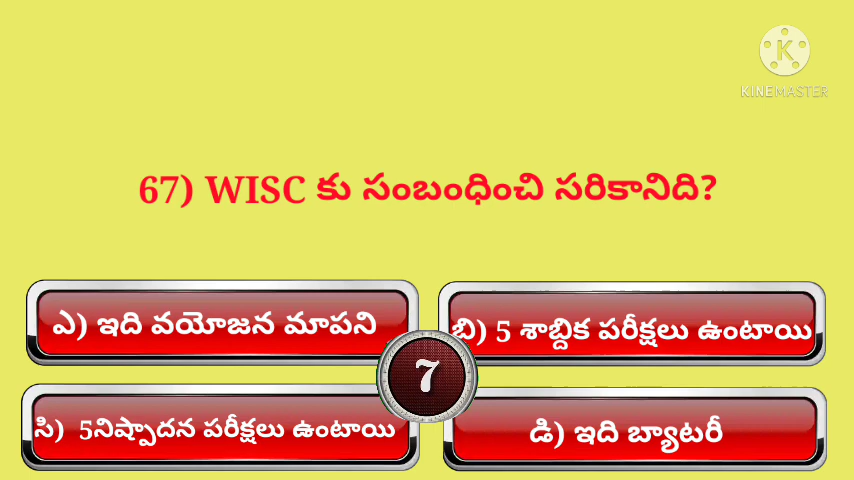 KINEMASTER
67) WISC కు సంబంధించి సరికానిది?
ఎ) ఇది వయోజన మాపని
బి) 5 శాబ్దిక పరీక్షలు ఉంటాయి
7
సి) 5నిష్పాదన పరీక్షలు ఉంటాయి
డి) ఇది బ్యాటరీ